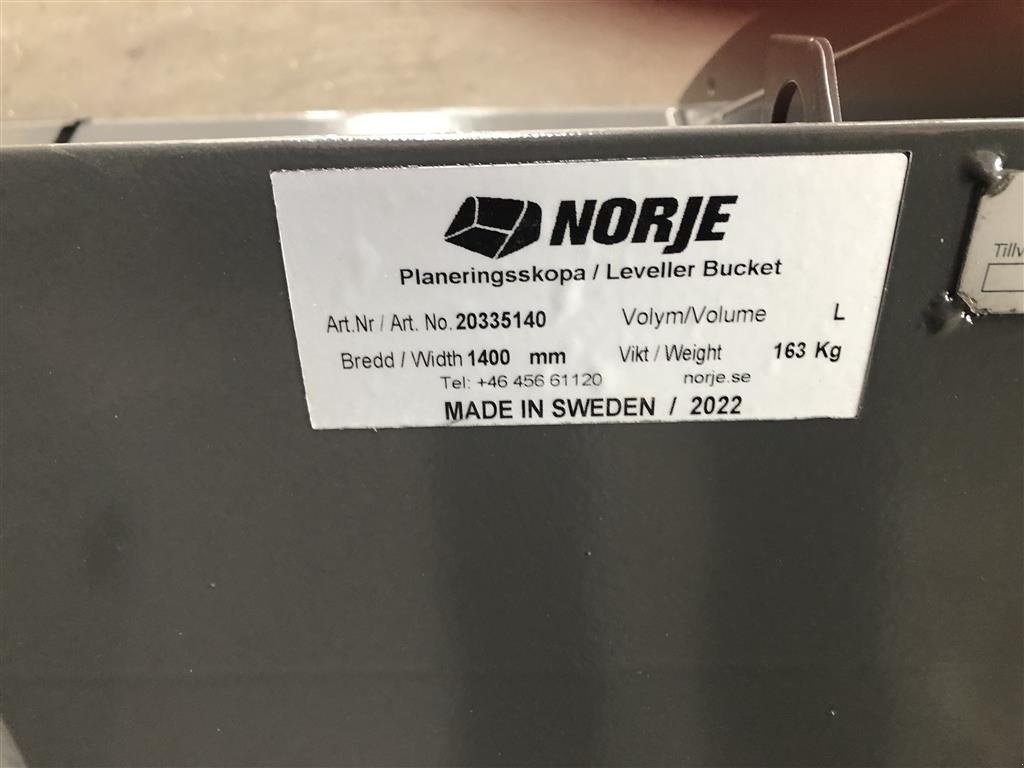 NORJE
Planeringsskopa / Leveller Bucket
Art.Nr / Art. No. 20335140 Volym/Volume L
Bredd / Width 1400 mm Vikt / Weight 163 Kg
Tel: +46 456 61120 norje.se
MADE IN SWEDEN / 2022